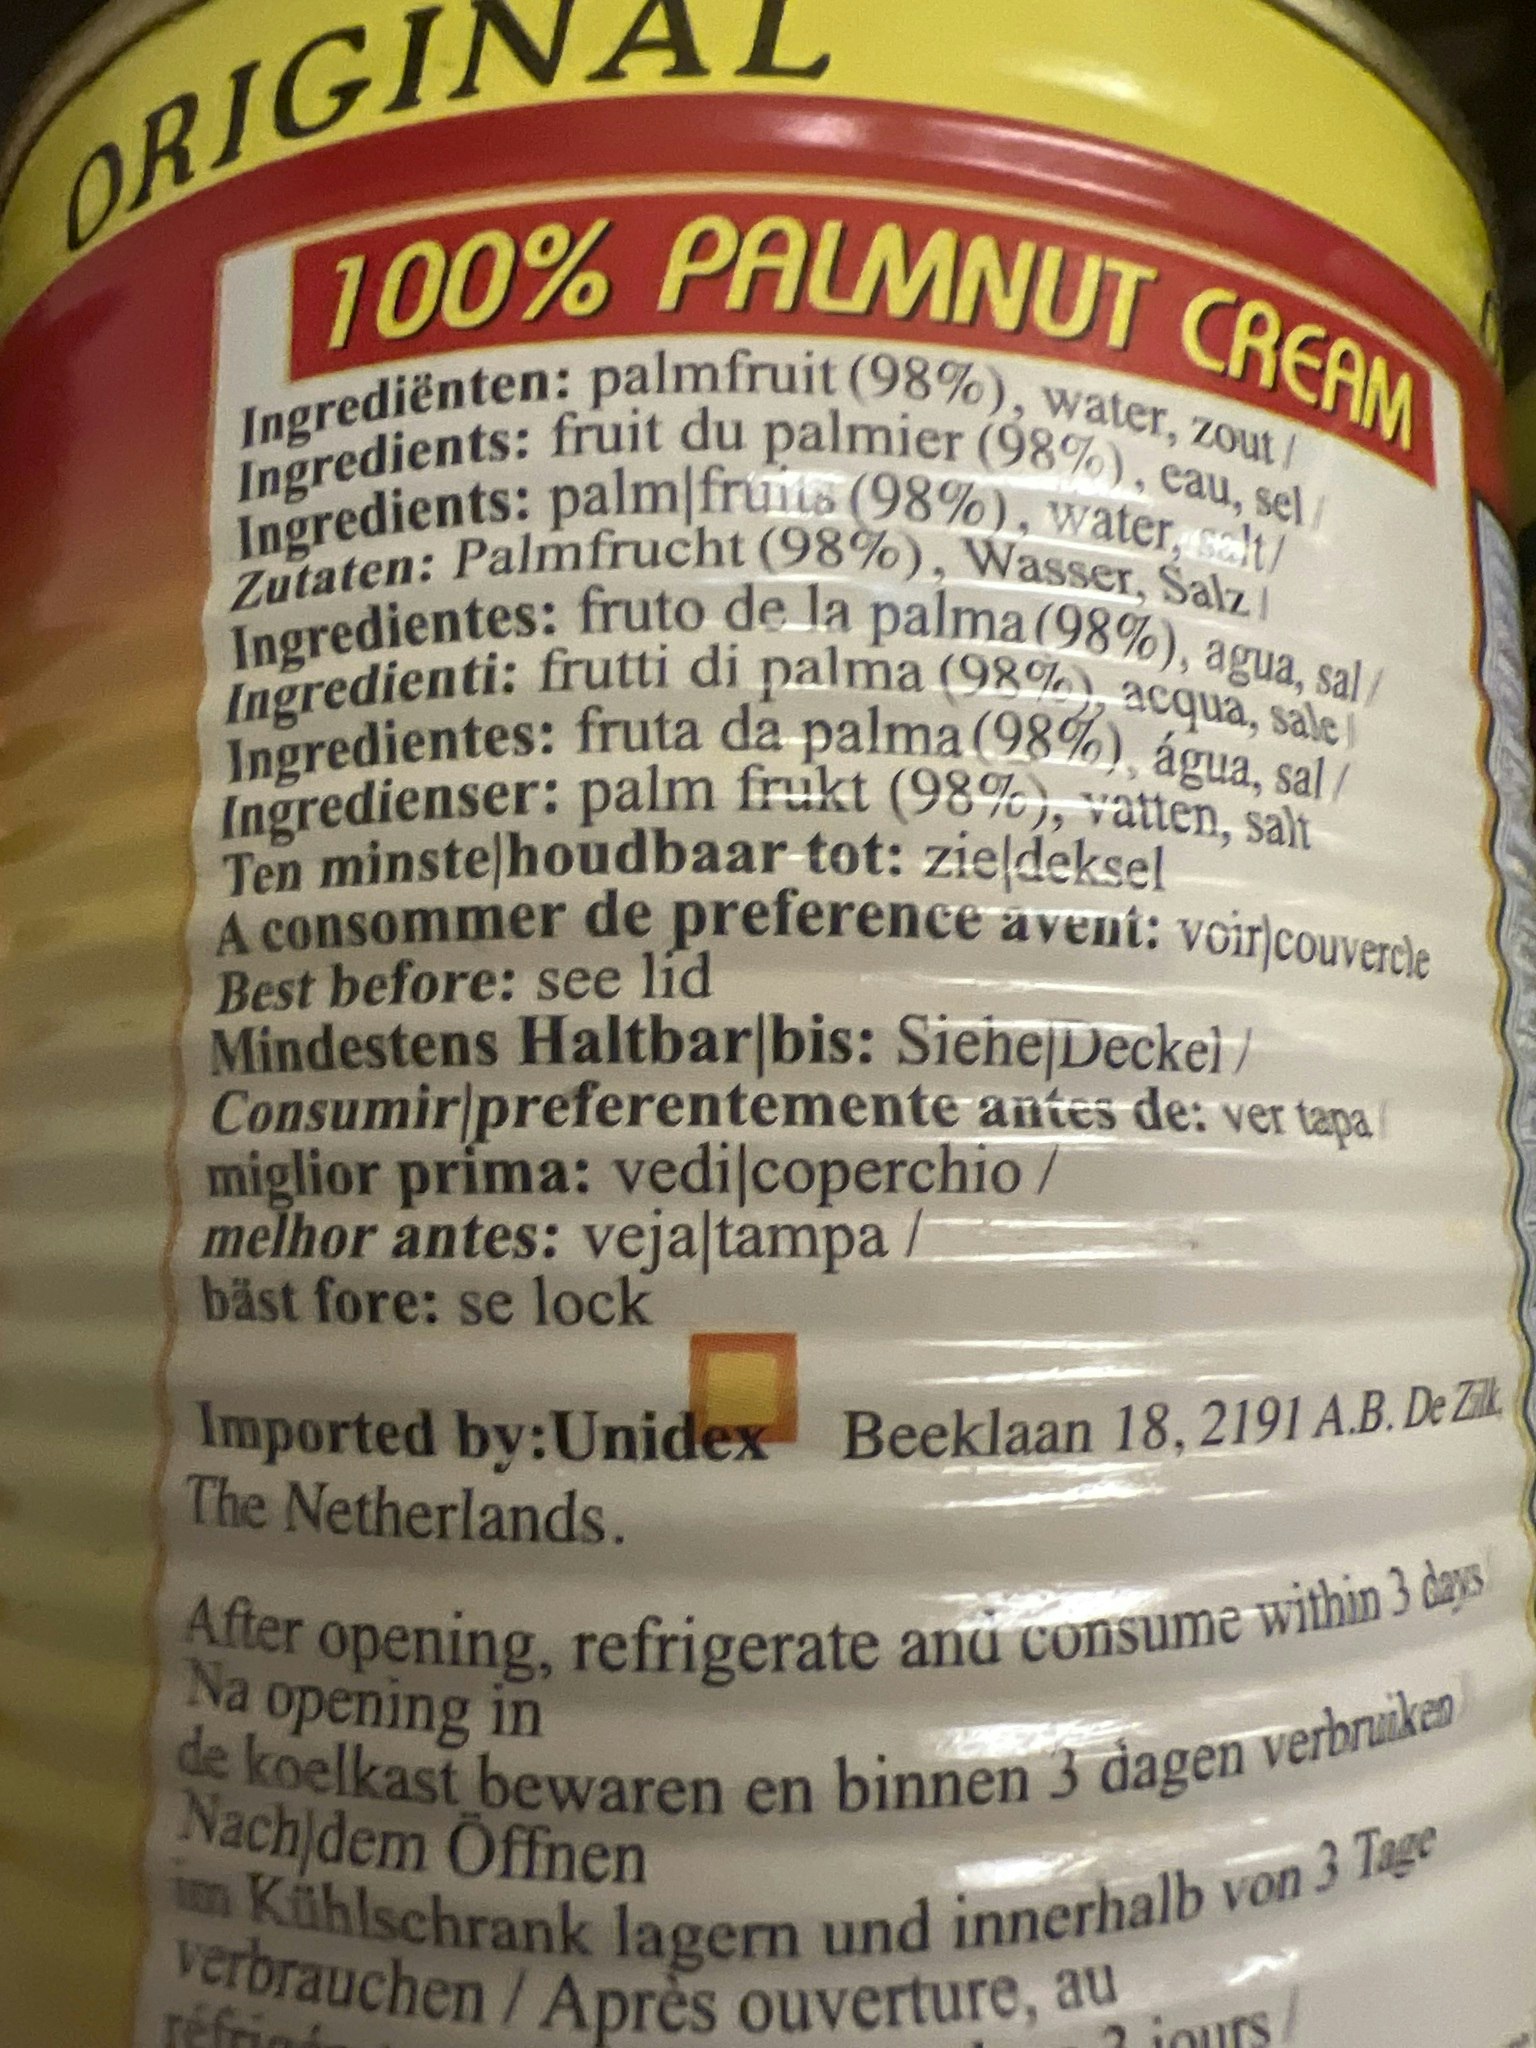 ORIGINAL
100% PALMNUT CREAM
Ingrediënten: palmfruit (98%), water, zout /
Ingredients: fruit du palmier (98%), eau, sel /
Ingredients: palm|fruits (98%), water, salt/
Zutaten: Palmfrucht (98%), Wasser, Salz |
Ingredientes: fruto de la palma (98%), agua, sal /
Ingredienti: frutti di palma (98%), acqua, sale |
Ingredientes: fruta da palma (98%), água, sal /
Ingredienser: palm frukt (98%), vatten, salt
Ten minste|houdbaar tot: zie|deksel
A consommer de preference avent: voir|couvercle
Best before: see lid
Mindestens Haltbar|bis: Siehe|Deckel /
Consumir|preferentemente antes de: ver tapa /
miglior prima: vedi|coperchio /
melhor antes: veja|tampa /
bäst fore: se lock
Imported by:Unidex Beeklaan 18, 2191 A.B. De Zilk,
The Netherlands.
After opening, refrigerate and consume within 3 days /
Na opening in
de koelkast bewaren en binnen 3 dagen verbruiken /
Nach|dem Öffnen
im Kühlschrank lagern und innerhalb von 3 Tage
verbrauchen / Après ouverture, au
3 jours /